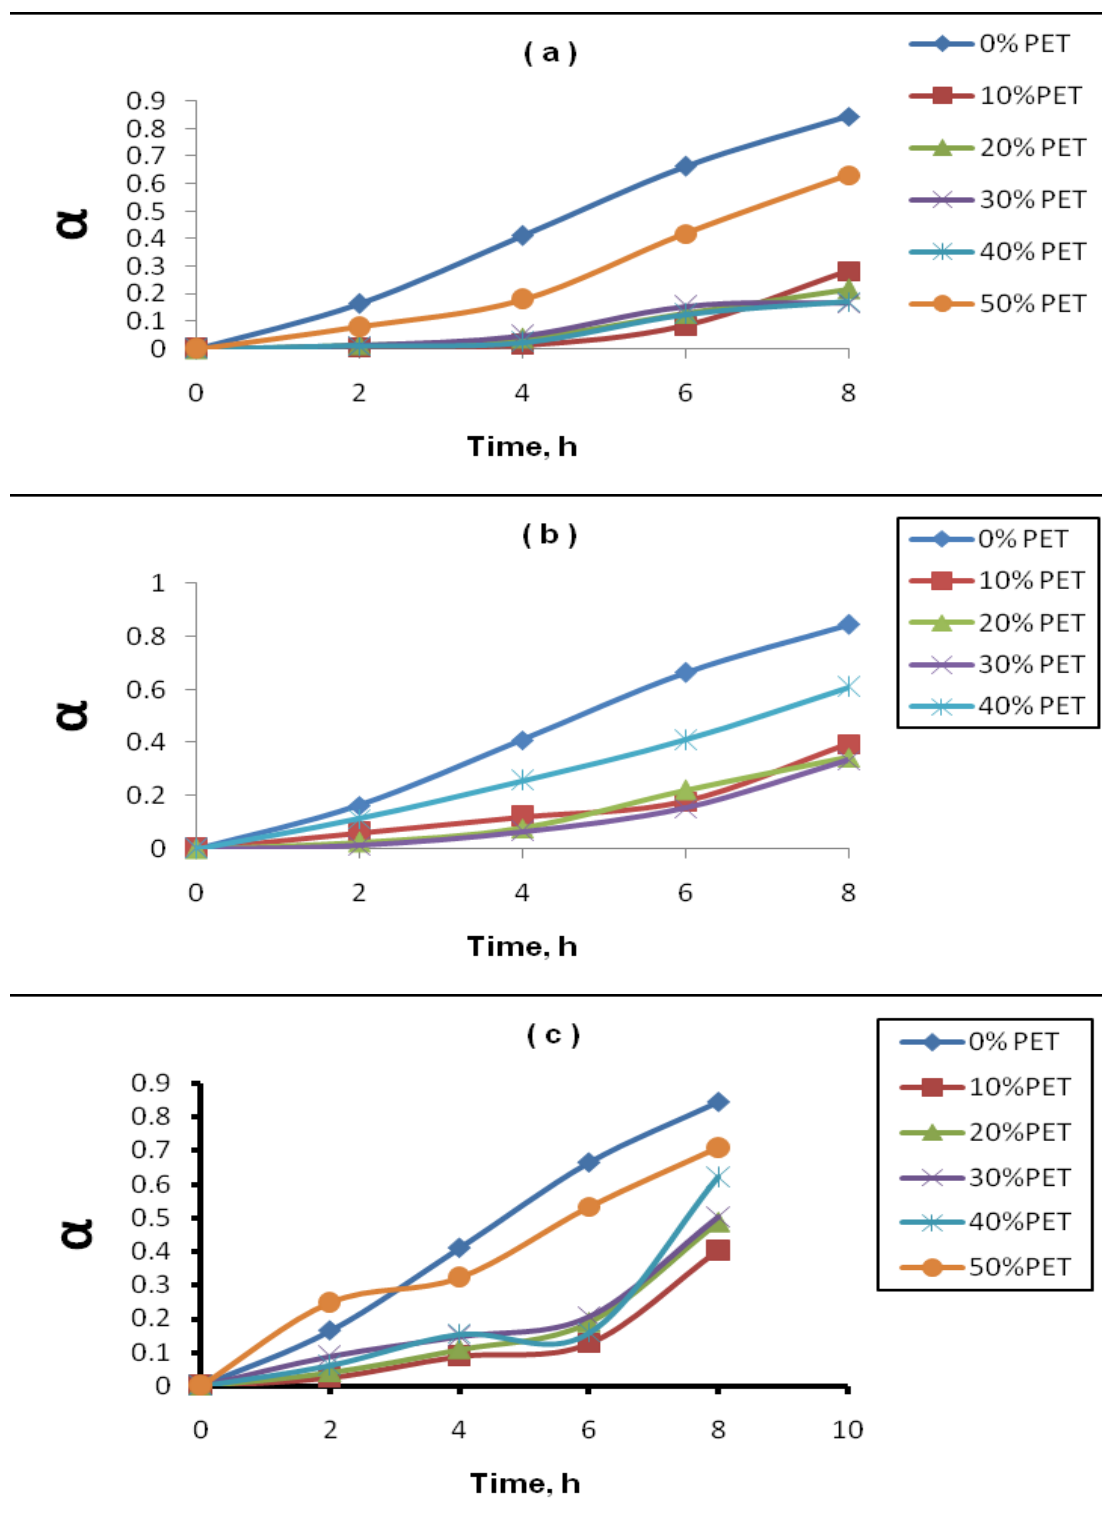 ( a )
0% PET
10%PET
20% PET
30% PET
40% PET
50% PET
0.9
0.8
0.7
0.6
0.5
0.4
0.3
0.2
0.1
0
α
0 2 4 6 8
Time, h
( b )
0% PET
10% PET
20% PET
30% PET
40% PET
1
0.8
0.6
0.4
0.2
0
α
0 2 4 6 8
Time, h
( c )
0% PET
10%PET
20%PET
30%PET
40%PET
50%PET
0.9
0.8
0.7
0.6
0.5
0.4
0.3
0.2
0.1
0
α
0 2 4 6 8 10
Time, h